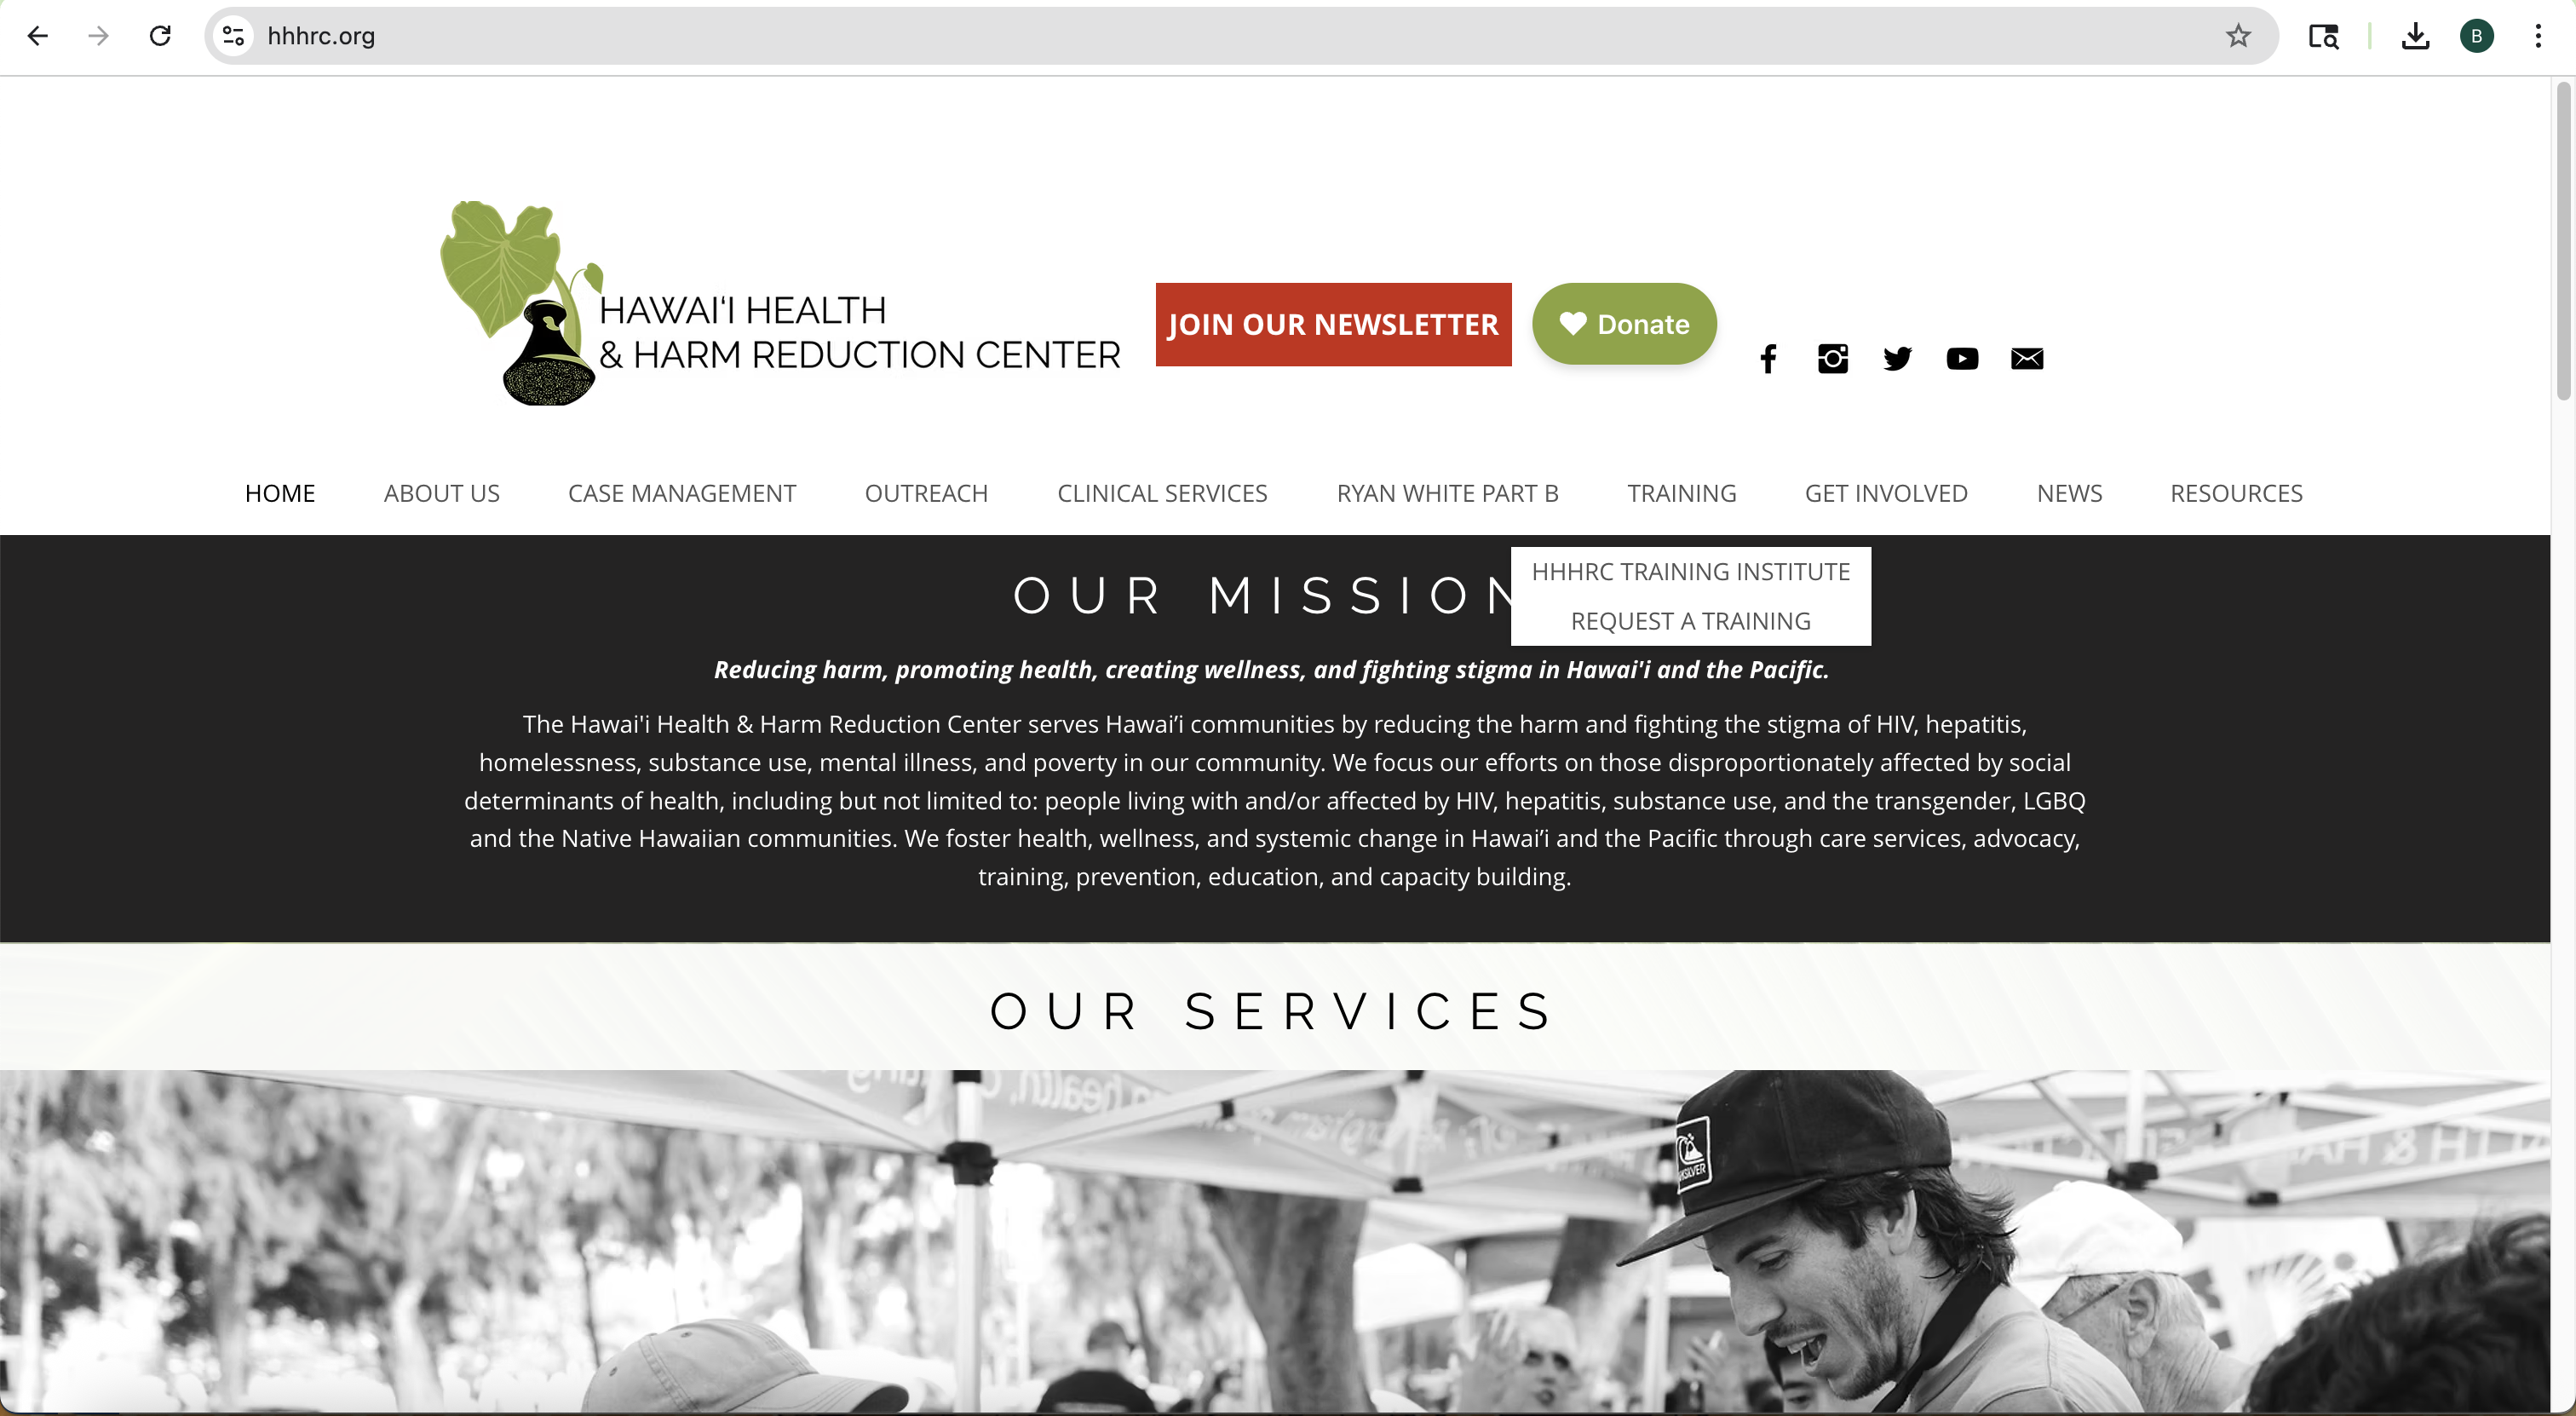 hhhrc.org
B
HAWAI‘I HEALTH
& HARM REDUCTION CENTER
JOIN OUR NEWSLETTER
Donate
HOME ABOUT US CASE MANAGEMENT OUTREACH CLINICAL SERVICES RYAN WHITE PART B TRAINING GET INVOLVED NEWS RESOURCES
HHHRC TRAINING INSTITUTE
REQUEST A TRAINING
OUR MISSION
Reducing harm, promoting health, creating wellness, and fighting stigma in Hawai'i and the Pacific.
The Hawai'i Health & Harm Reduction Center serves Hawai’i communities by reducing the harm and fighting the stigma of HIV, hepatitis,
homelessness, substance use, mental illness, and poverty in our community. We focus our efforts on those disproportionately affected by social
determinants of health, including but not limited to: people living with and/or affected by HIV, hepatitis, substance use, and the transgender, LGBQ
and the Native Hawaiian communities. We foster health, wellness, and systemic change in Hawai’i and the Pacific through care services, advocacy,
training, prevention, education, and capacity building.
OUR SERVICES